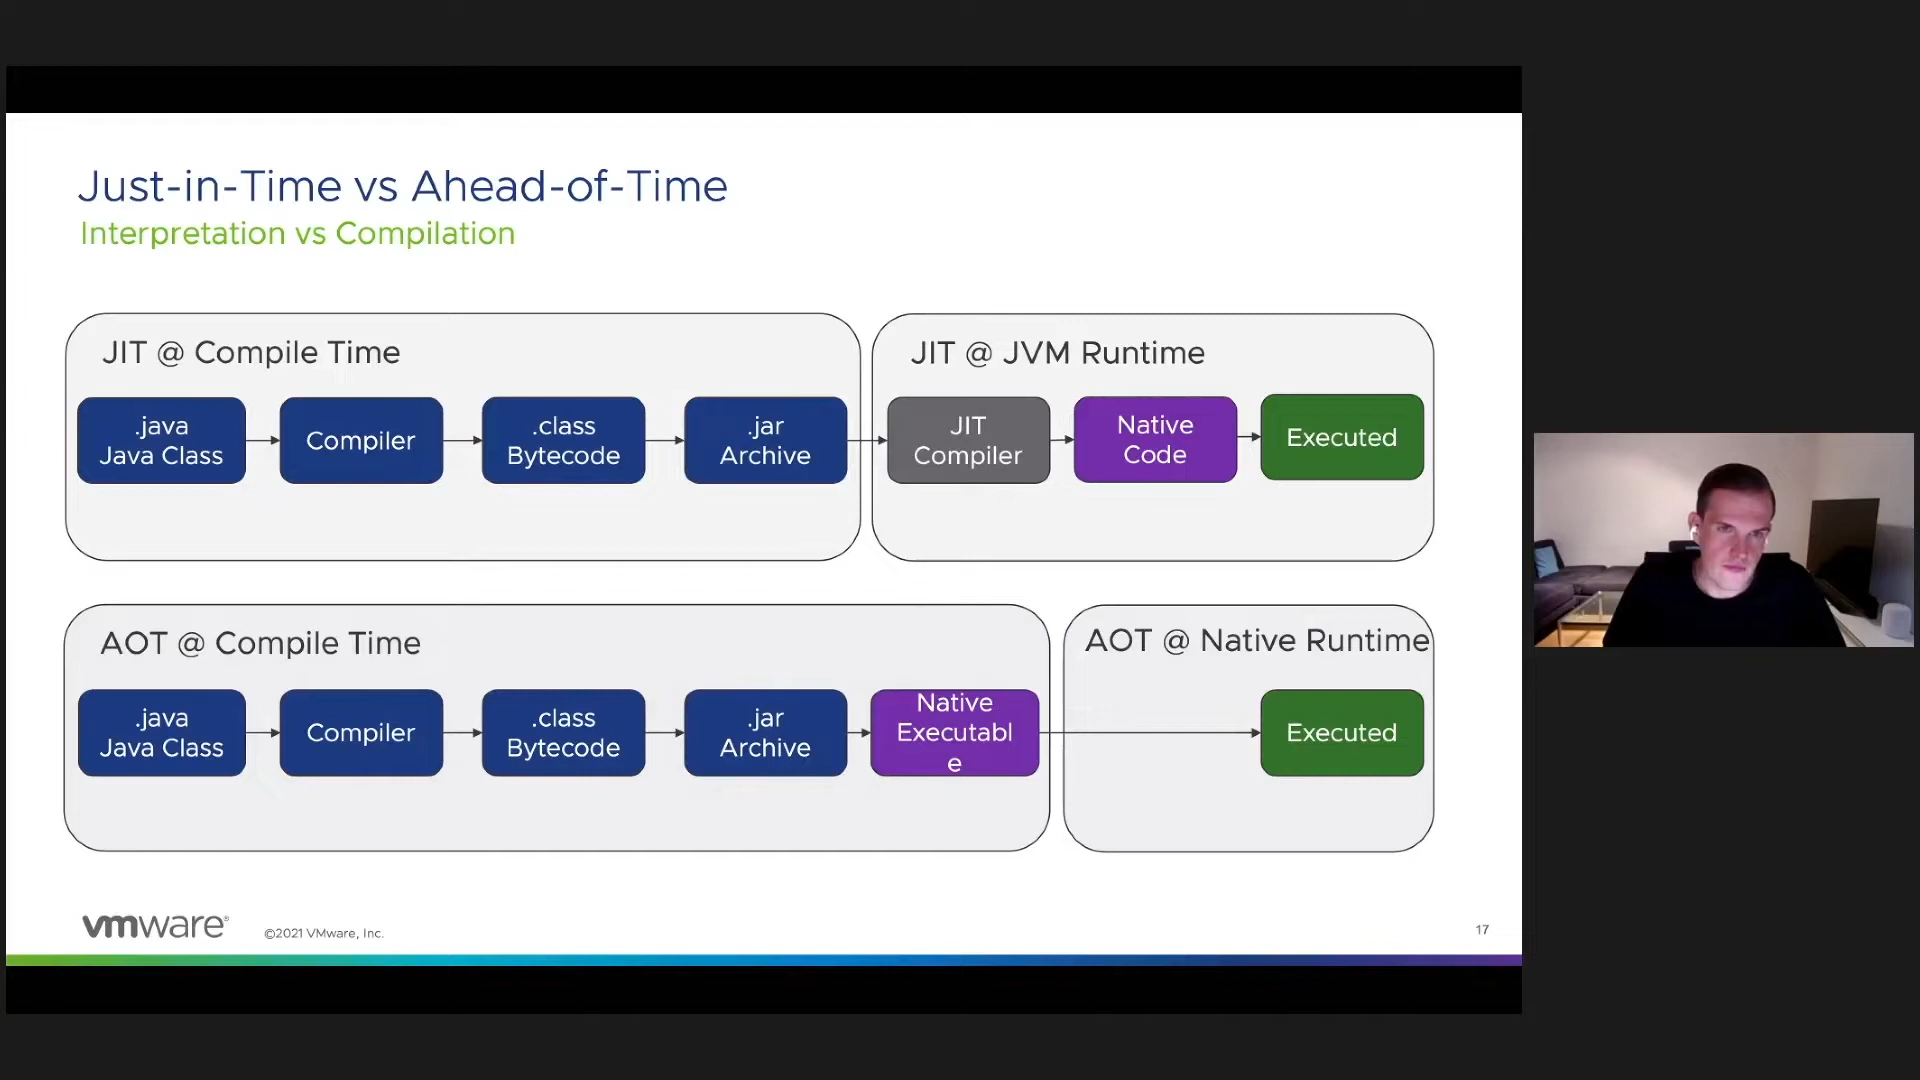 Just-in-Time vs Ahead-of-Time
Interpretation vs Compilation
JIT @ Compile Time
.java
Java Class
Compiler
.class
Bytecode
.jar
Archive
JIT @ JVM Runtime
JIT
Compiler
Native
Code
Executed
AOT @ Compile Time
.java
Java Class
Compiler
.class
Bytecode
.jar
Archive
Native
Executabl
e
AOT @ Native Runtime
Executed
vmware®
©2021 VMware, Inc.
17